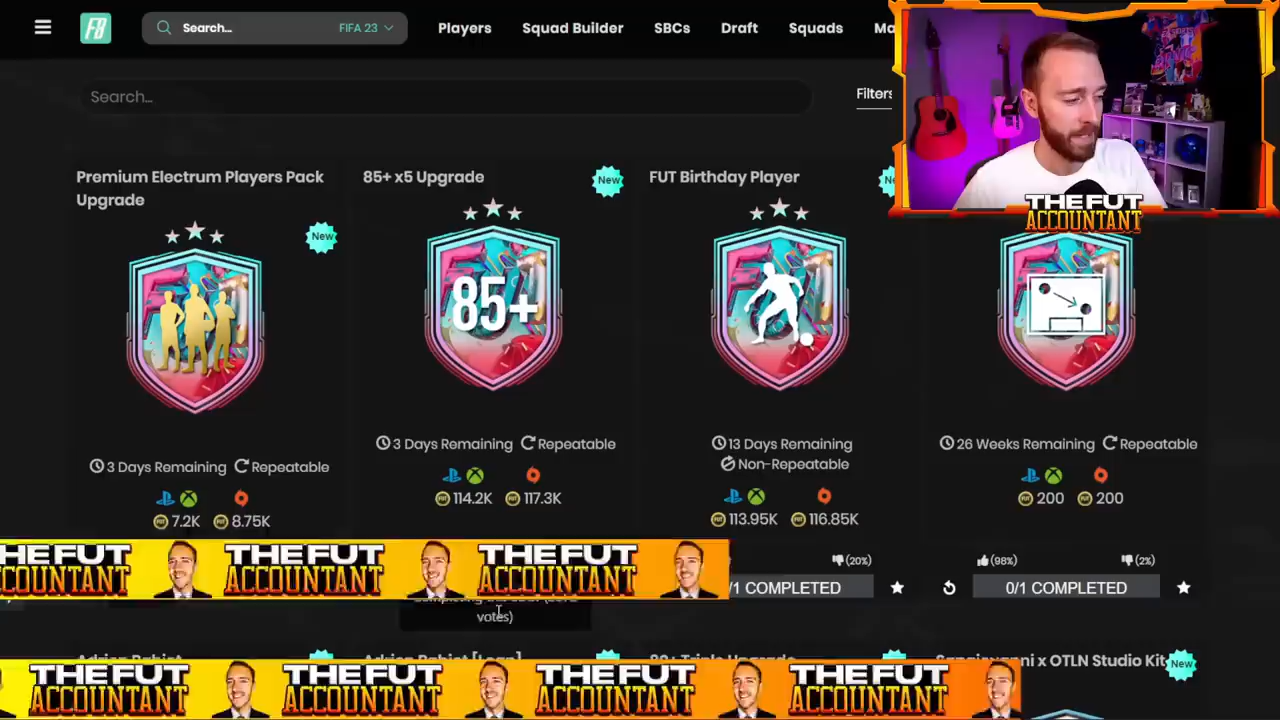 FB Search... FIFA 23 Players Squad Builder SBCs Draft Squads Ma
Search... Filters
THE FUT
ACCOUNTANT
Premium Electrum Players Pack
Upgrade
New
3 Days Remaining Repeatable
7.2K 8.75K
85+ x5 Upgrade
New
85+
3 Days Remaining Repeatable
114.2K 117.3K
FUT Birthday Player
New
13 Days Remaining
Non-Repeatable
113.95K 116.85K
(20%)
/1 COMPLETED
26 Weeks Remaining Repeatable
200 200
(98%) (2%)
0/1 COMPLETED
THE FUT THE FUT THE FUT
ACCOUNTANT ACCOUNTANT ACCOUNTANT
votes)
Sangiovanni x OTLN Studio Kit
New
THE FUT THE FUT THE FUT THE FUT
ACCOUNTANT ACCOUNTANT ACCOUNTANT ACCOUNTANT